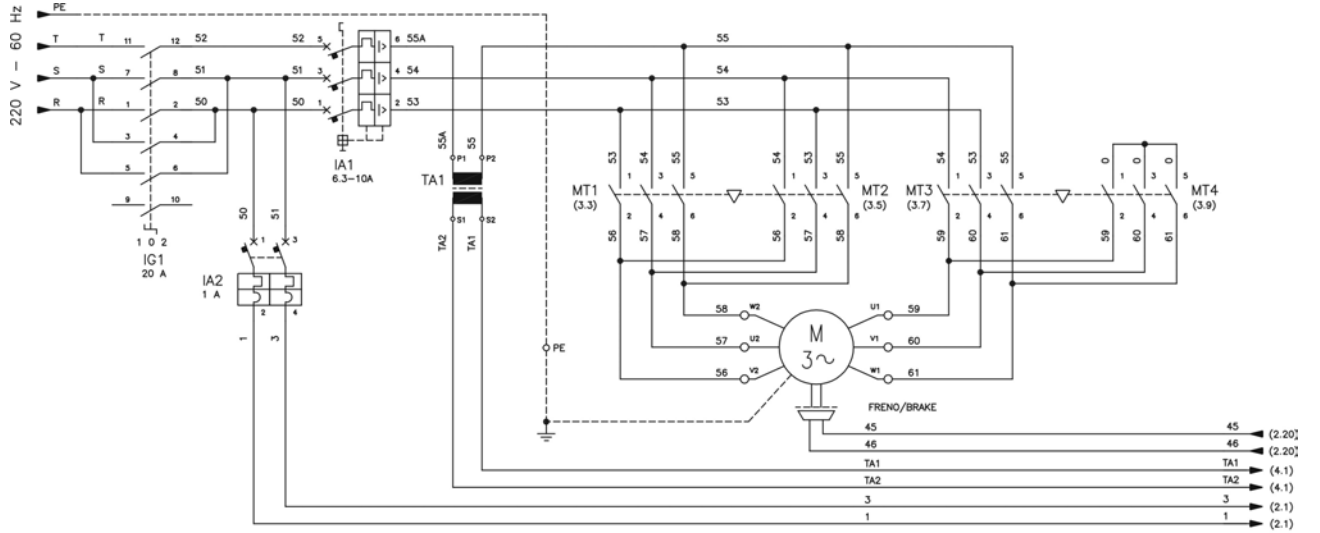 220 V - 60 Hz
PE
T T 11 12 52 52 5 6 55A 55
S S 7 8 51 51 3 4 54 54
R R 1 2 50 50 1 2 53 53
3 4
5 6
9 10
1 0 2
IG1
20 A
IA1
6.3-10A
50 51
1 3
IA2
1 A
2 4
1 3
55A 55
P1 P2
TA1
S1 S2
TA2 TA1
PE
53 54 55 53 54 55 54 53 55 0 0 0
1 3 5 1 3 5 1 3 5 1 3 5
MT1 MT2 MT3 MT4
(3.3) (3.5) (3.7) (3.9)
2 4 6 2 4 6 2 4 6 2 4 6
56 57 58 56 57 58 59 60 61 59 60 61
58 W2 U1 59
57 U2 V1 60
56 V2 W1 61
M
3~
FRENO/BRAKE
45 45 (2.20)
46 46 (2.20)
TA1 TA1 (4.1)
TA2 TA2 (4.1)
3 3 (2.1)
1 1 (2.1)